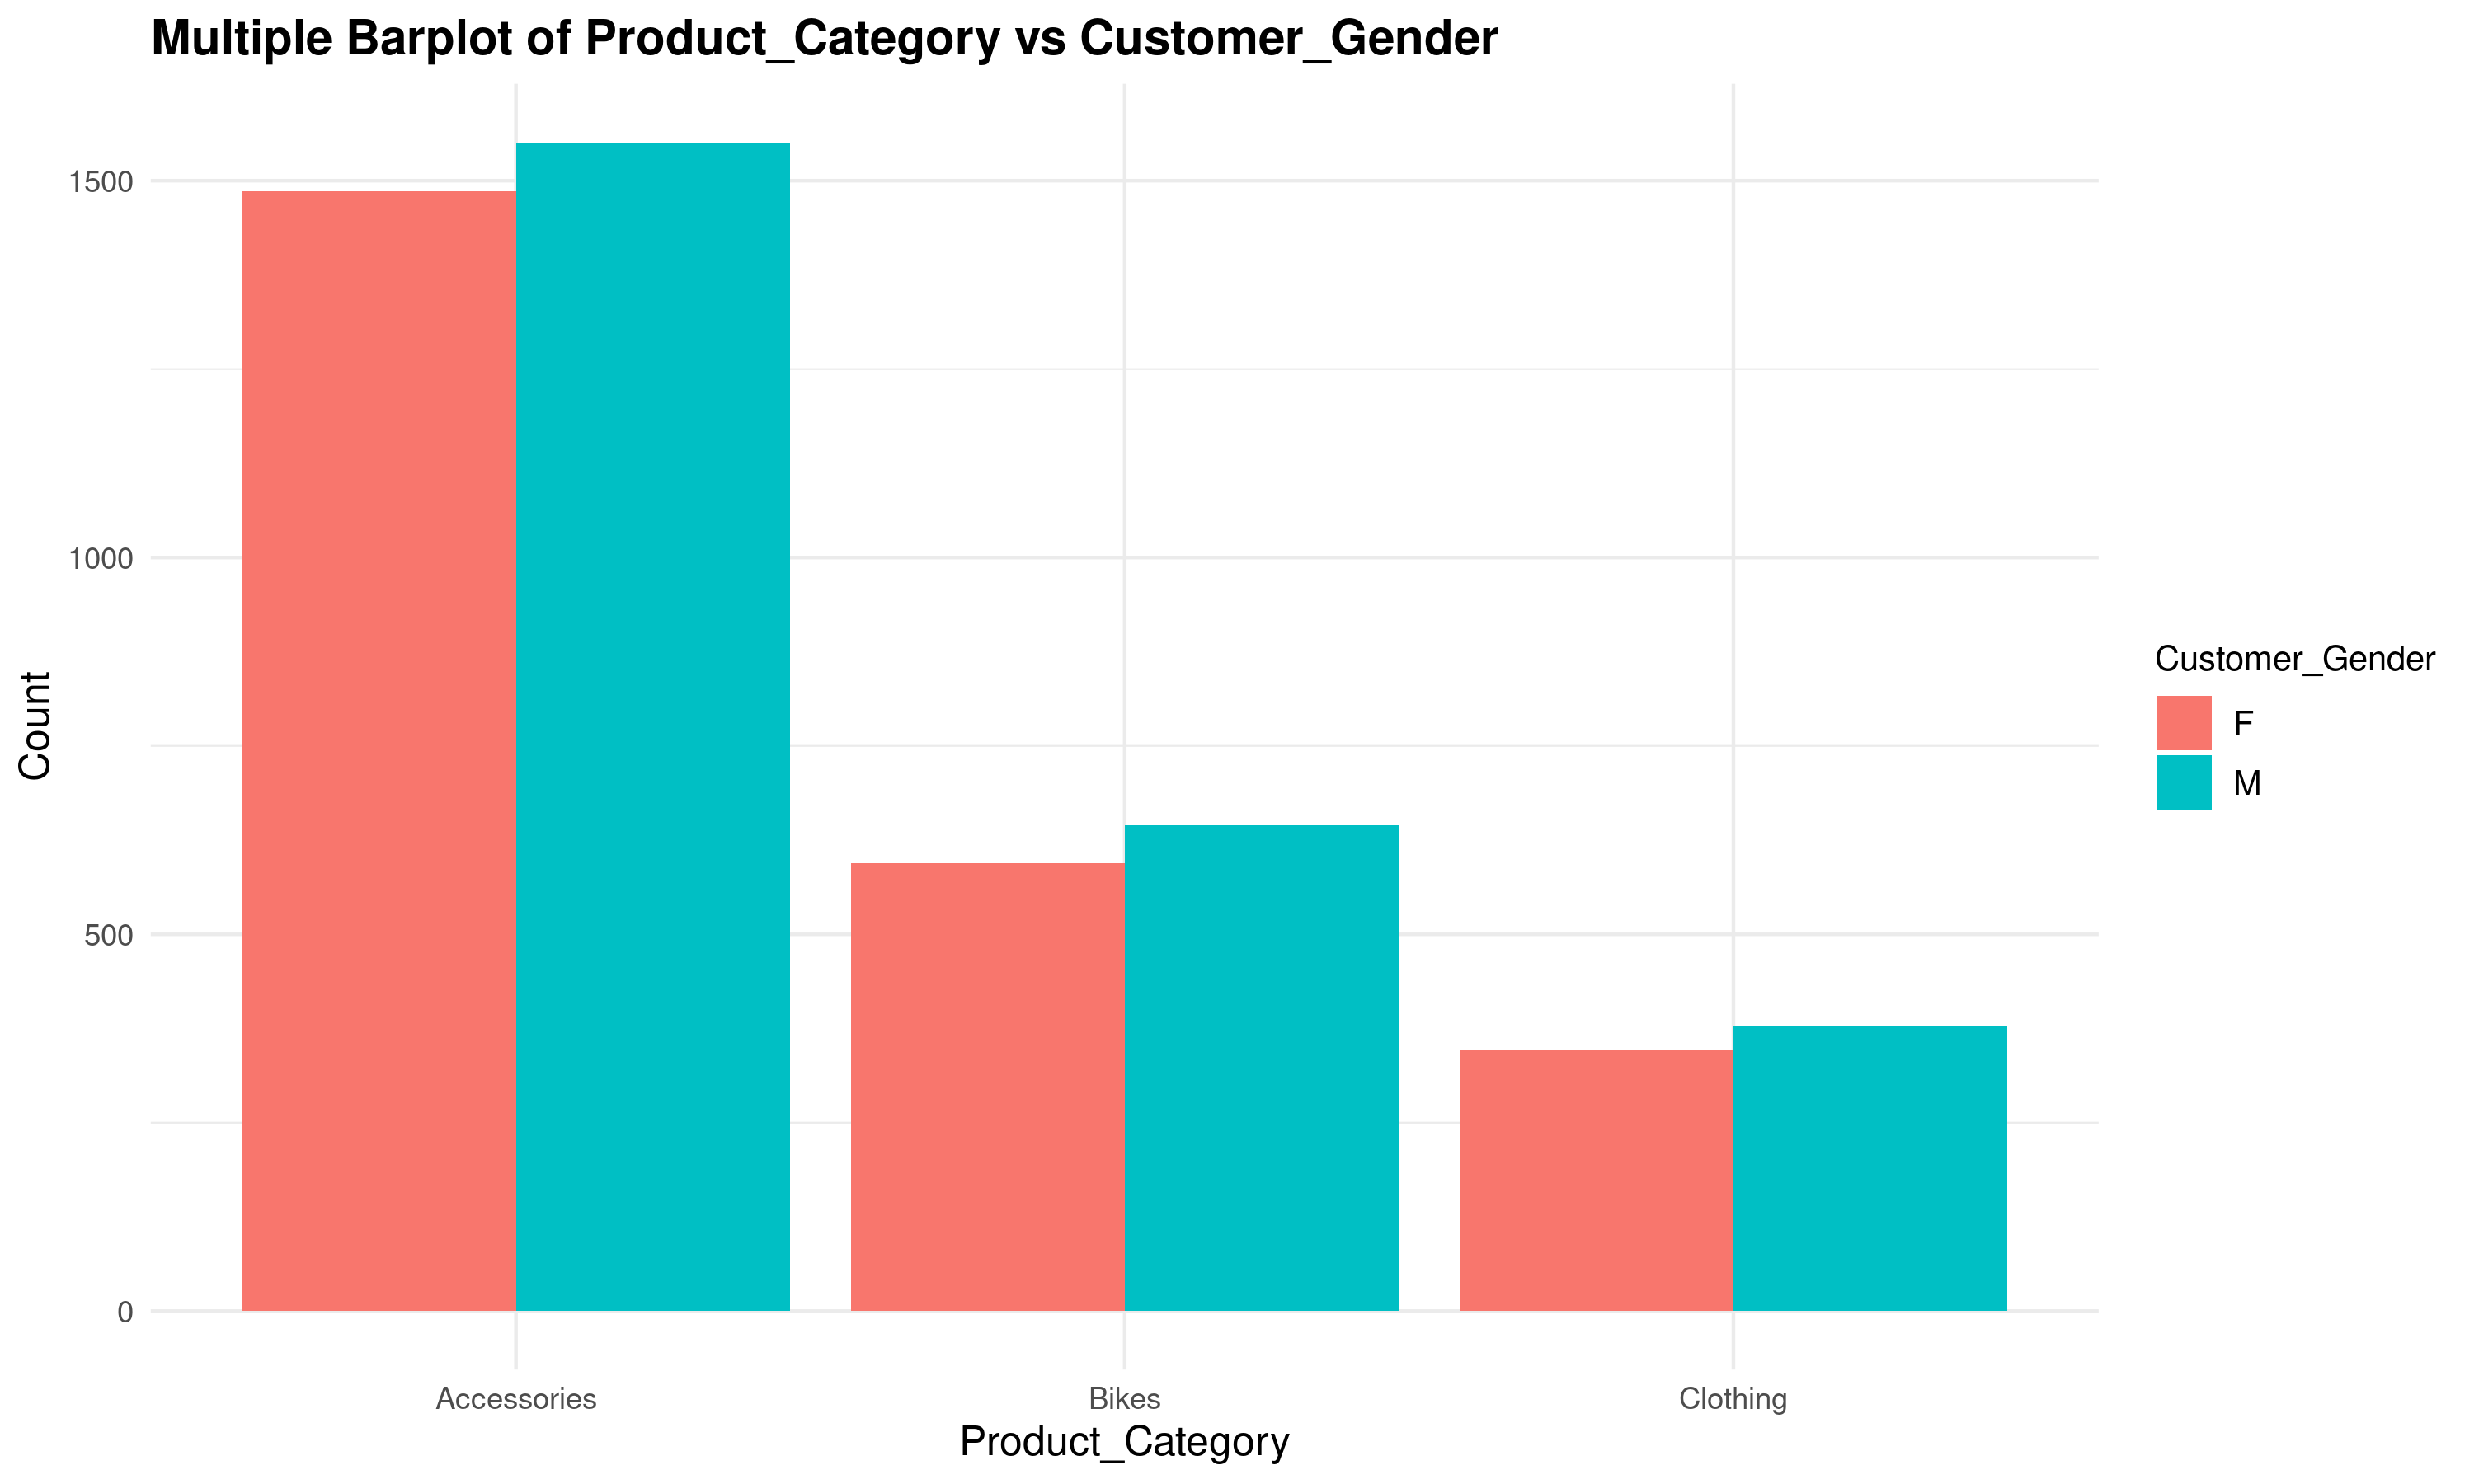 Multiple Barplot of Product_Category vs Customer_Gender
Count
1500
1000
500
0
Accessories
Bikes
Clothing
Product_Category
Customer_Gender
F
M